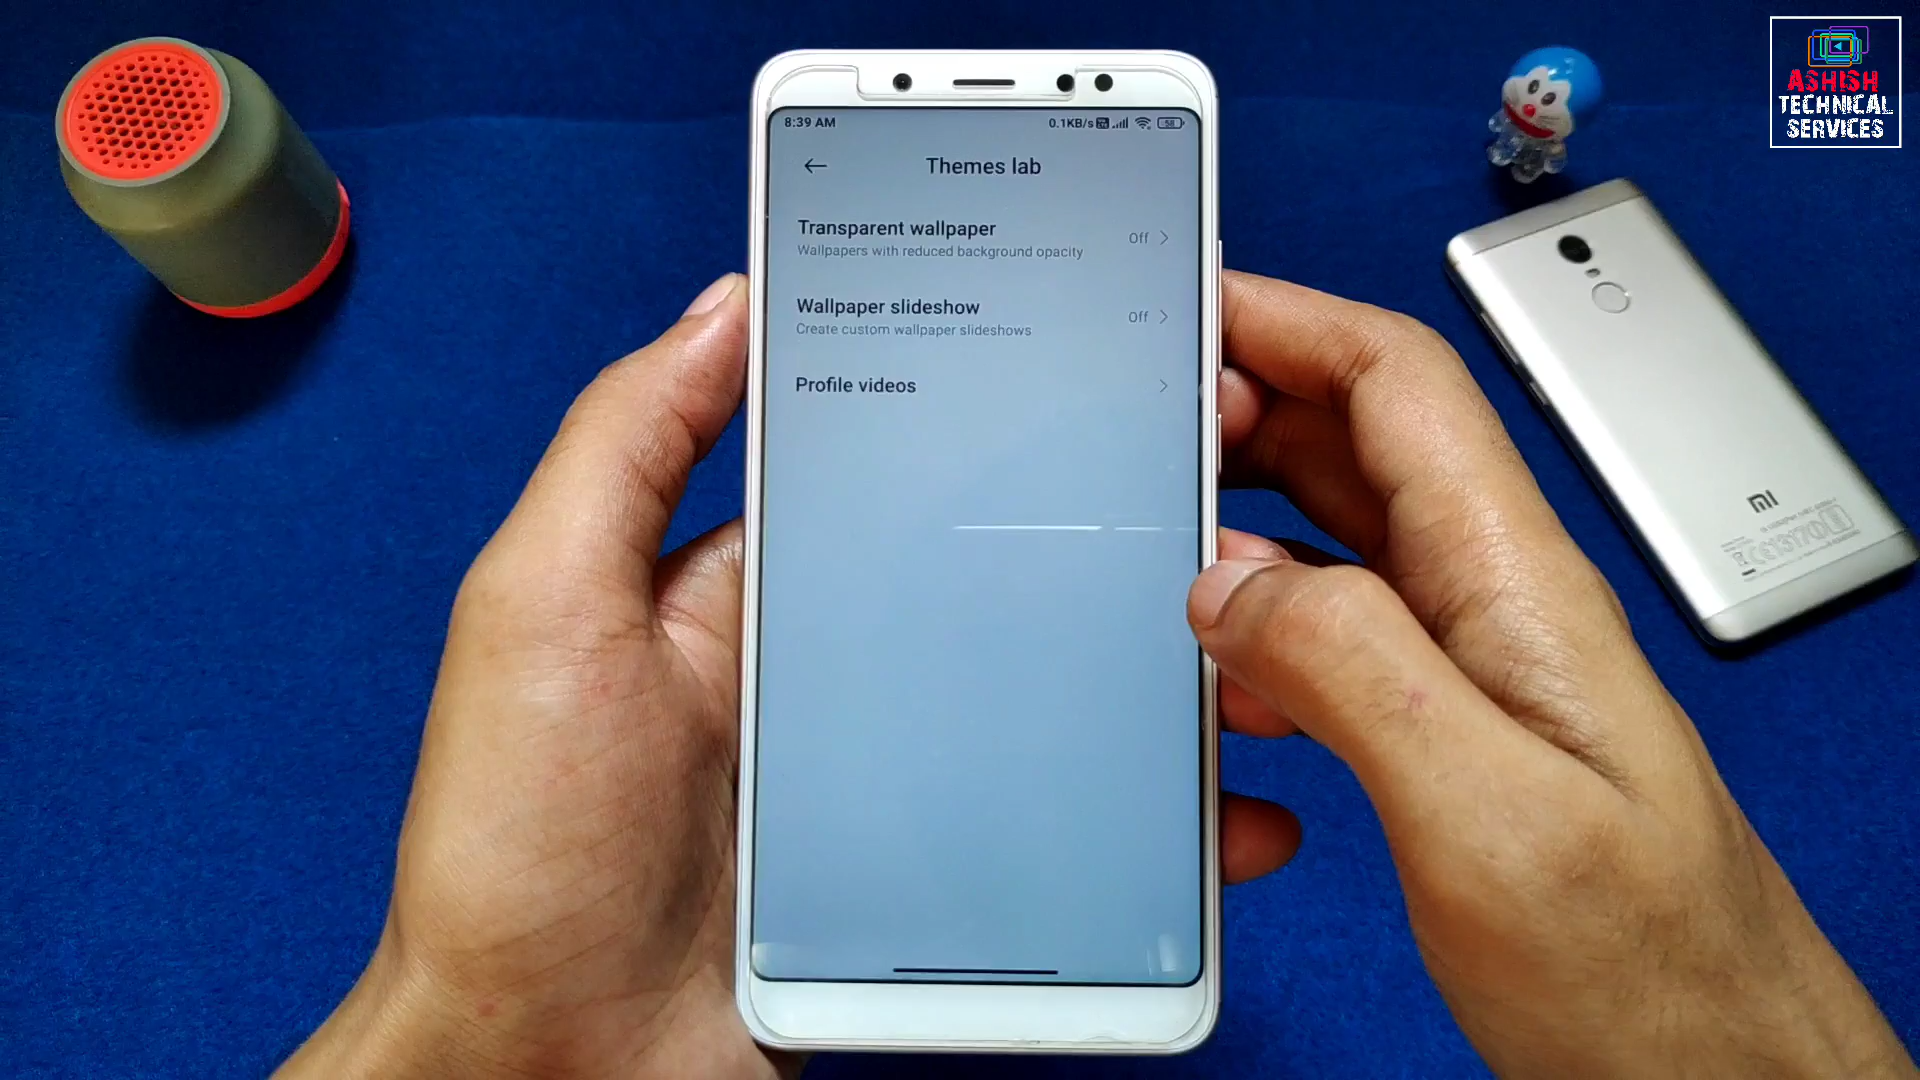 ASHISH
TECHNICAL
SERVICES
8:39 AM
0.1KB/s
58
Themes lab
Transparent wallpaper
Wallpapers with reduced background opacity
Off
Wallpaper slideshow
Create custom wallpaper slideshows
Off
Profile videos
MI